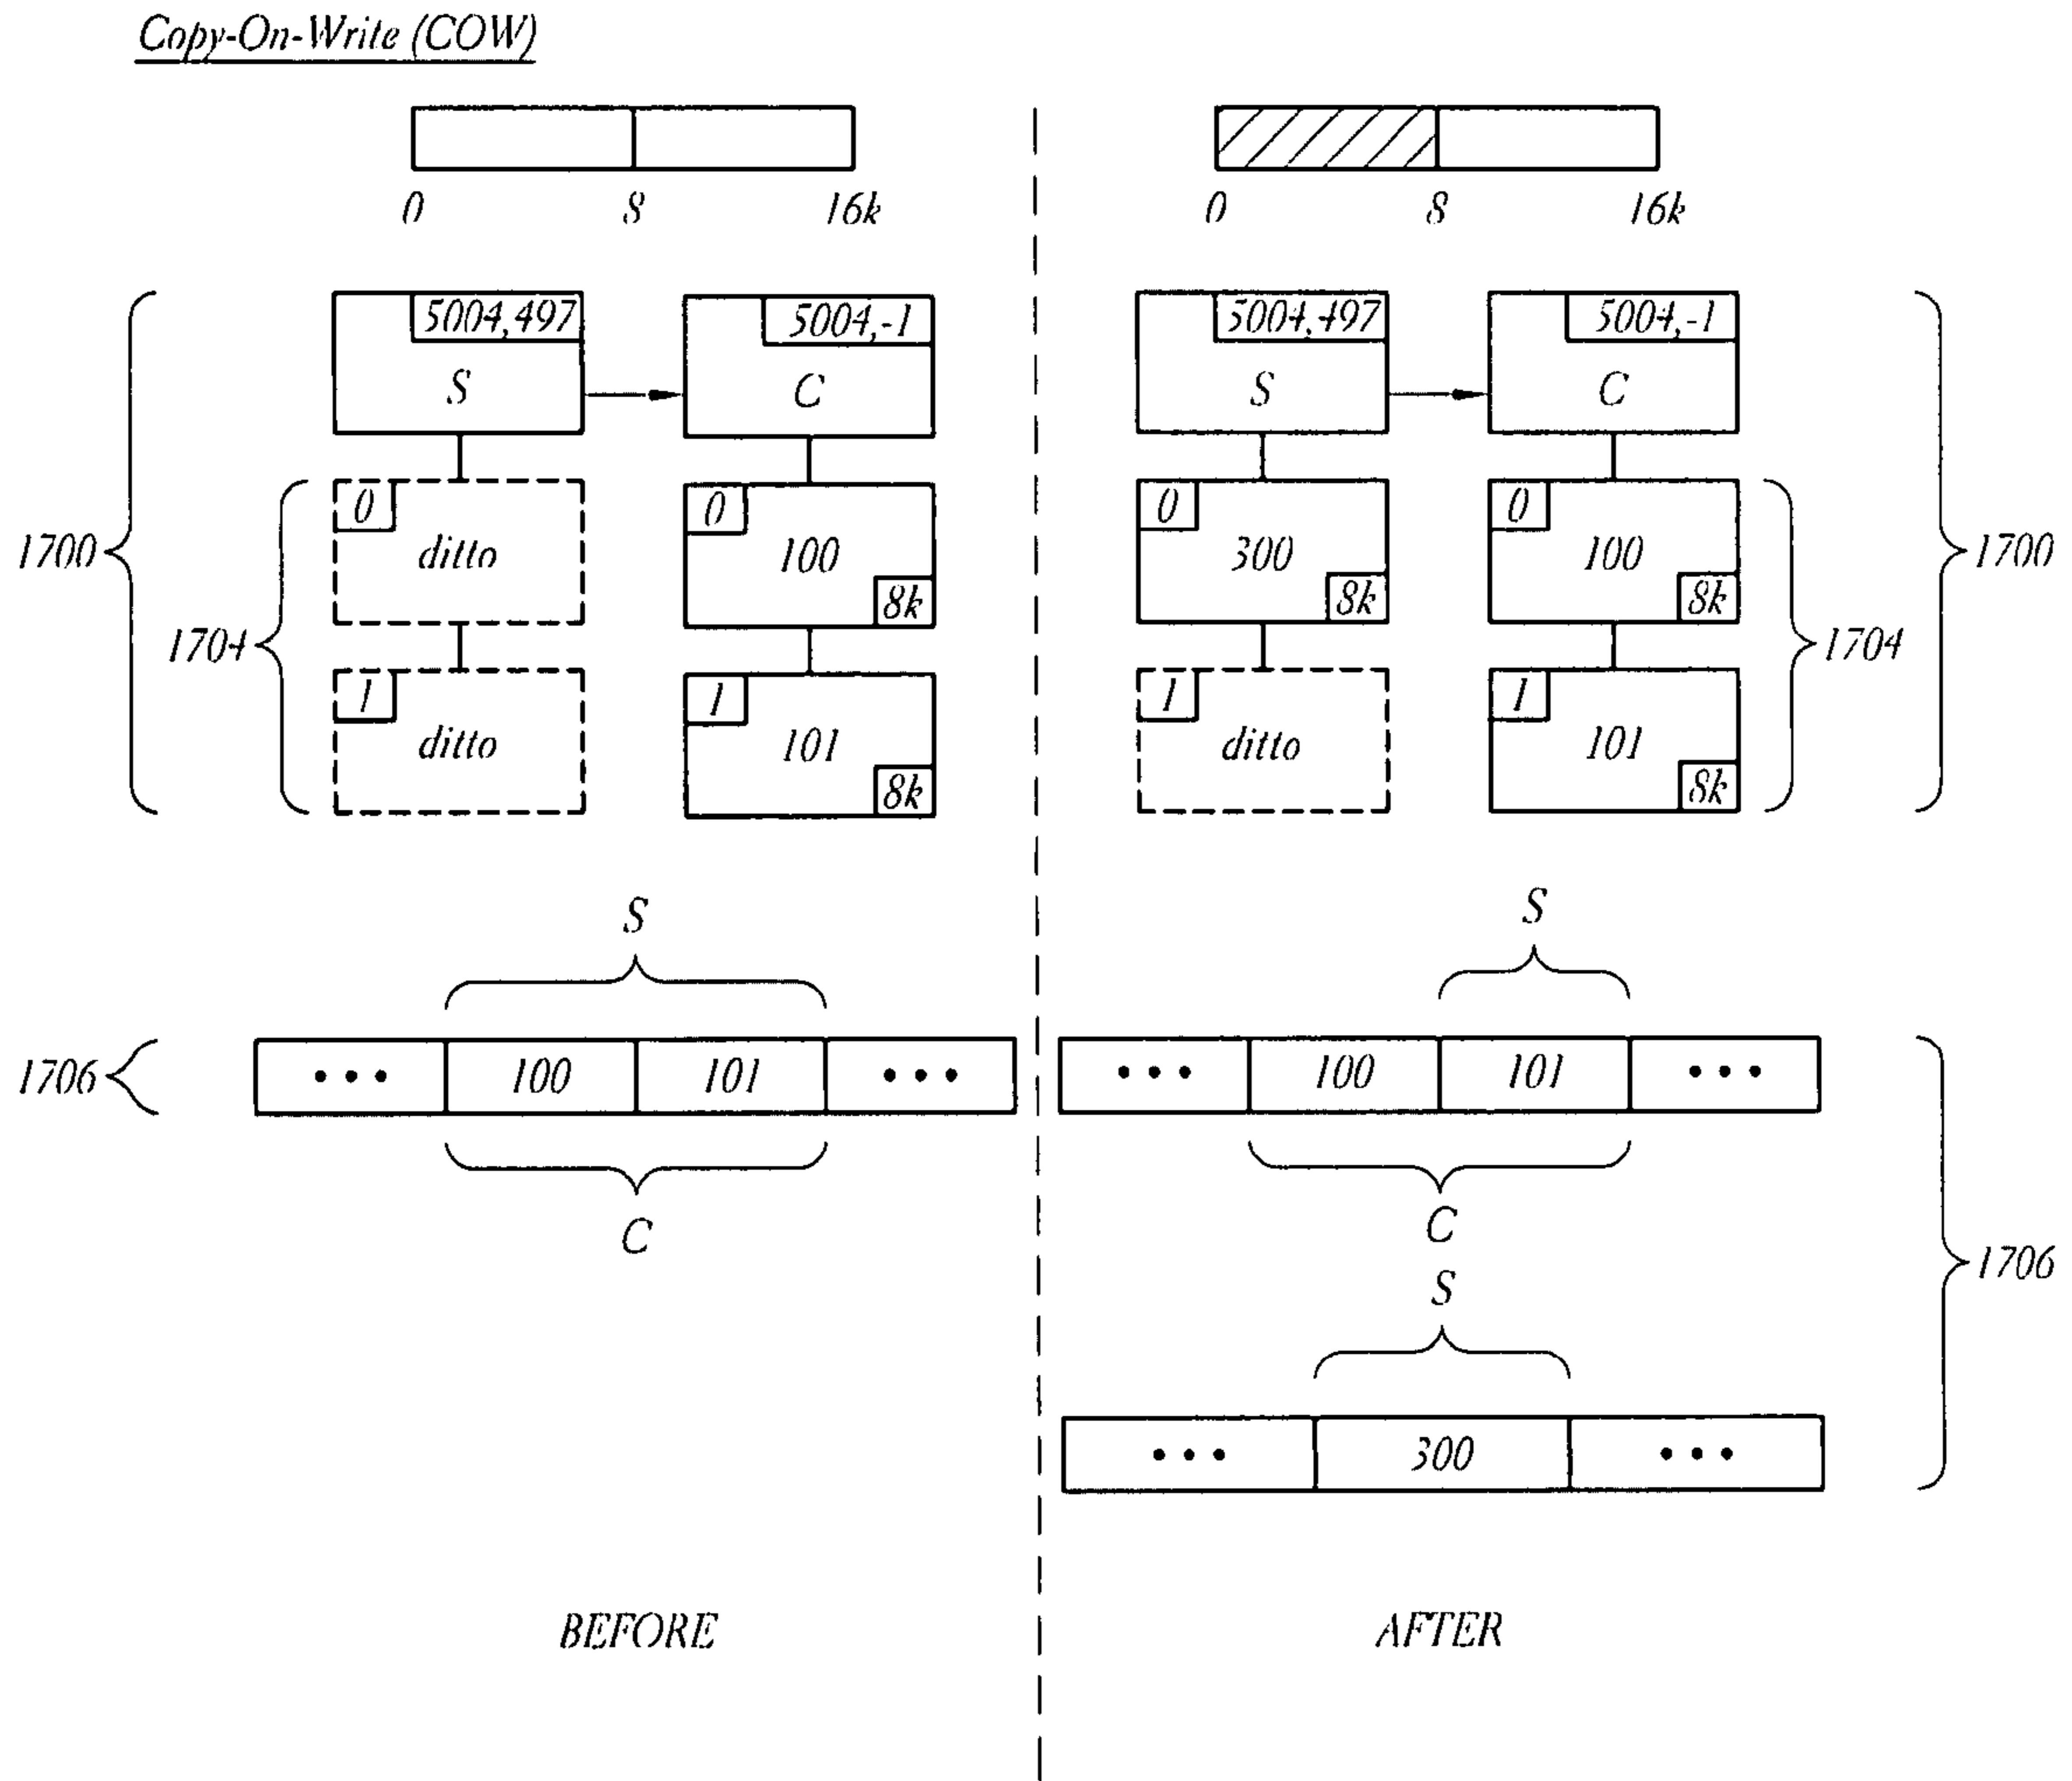 Copy-On-Write (COW)
0 8 16k 0 8 16k
5004,497 5004,-1 5004,497 5004,-1
S C S C
0 0 0 0
1700 ditto 100 300 100 1700
8k 8k 8k
1704 1704
1 1 1 1
ditto 101 ditto 101
8k 8k
S S
1706 ••• 100 101 ••• ••• 100 101 •••
C C
1706
S
••• 300 •••
BEFORE AFTER